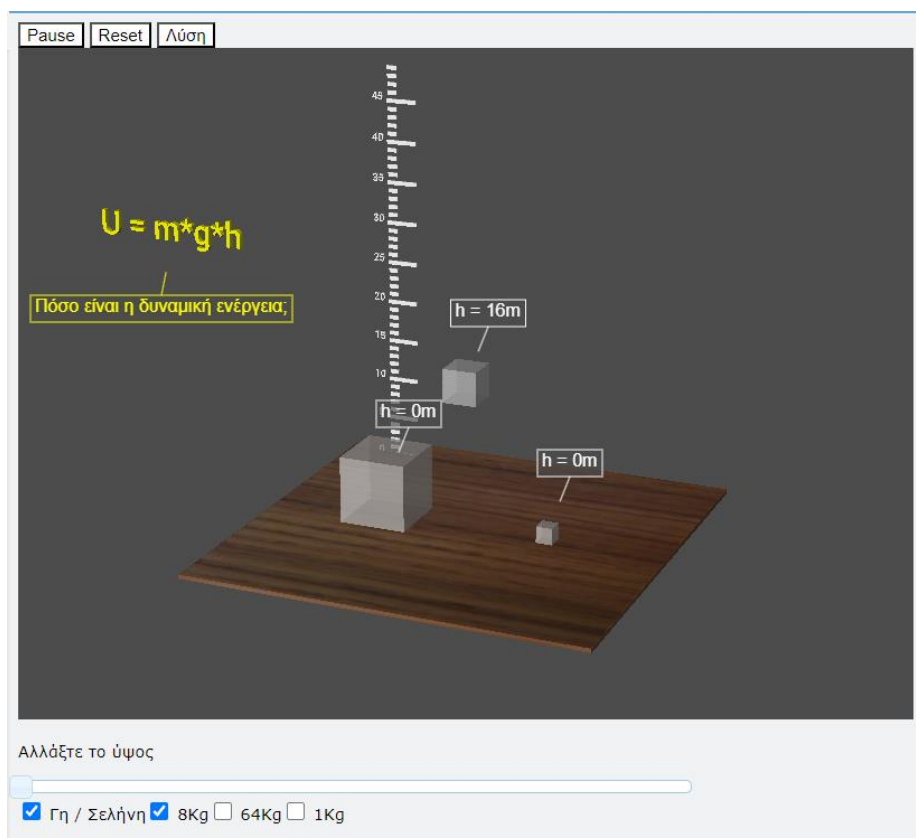 Pause Reset Λύση
45
40
35
30
25
20
15
10
0
U = m*g*h
Πόσο είναι η δυναμική ενέργεια;
h = 16m
h = 0m
h = 0m
Αλλάξτε το ύψος
Γη / Σελήνη 8Kg 64Kg 1Kg